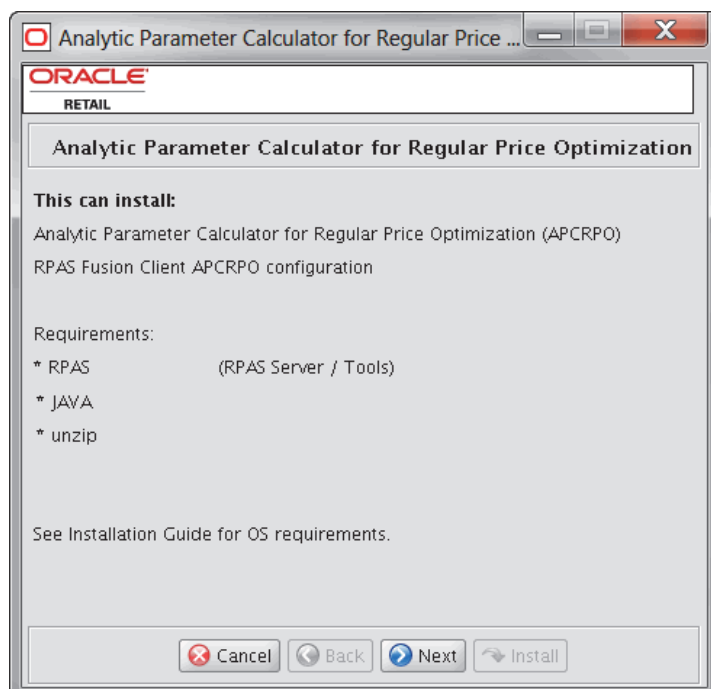 Analytic Parameter Calculator for Regular Price ...
ORACLE
RETAIL
Analytic Parameter Calculator for Regular Price Optimization
This can install:
Analytic Parameter Calculator for Regular Price Optimization (APCRPO)
RPAS Fusion Client APCRPO configuration
Requirements:
* RPAS (RPAS Server / Tools)
* JAVA
* unzip
See Installation Guide for OS requirements.
Cancel Back Next Install